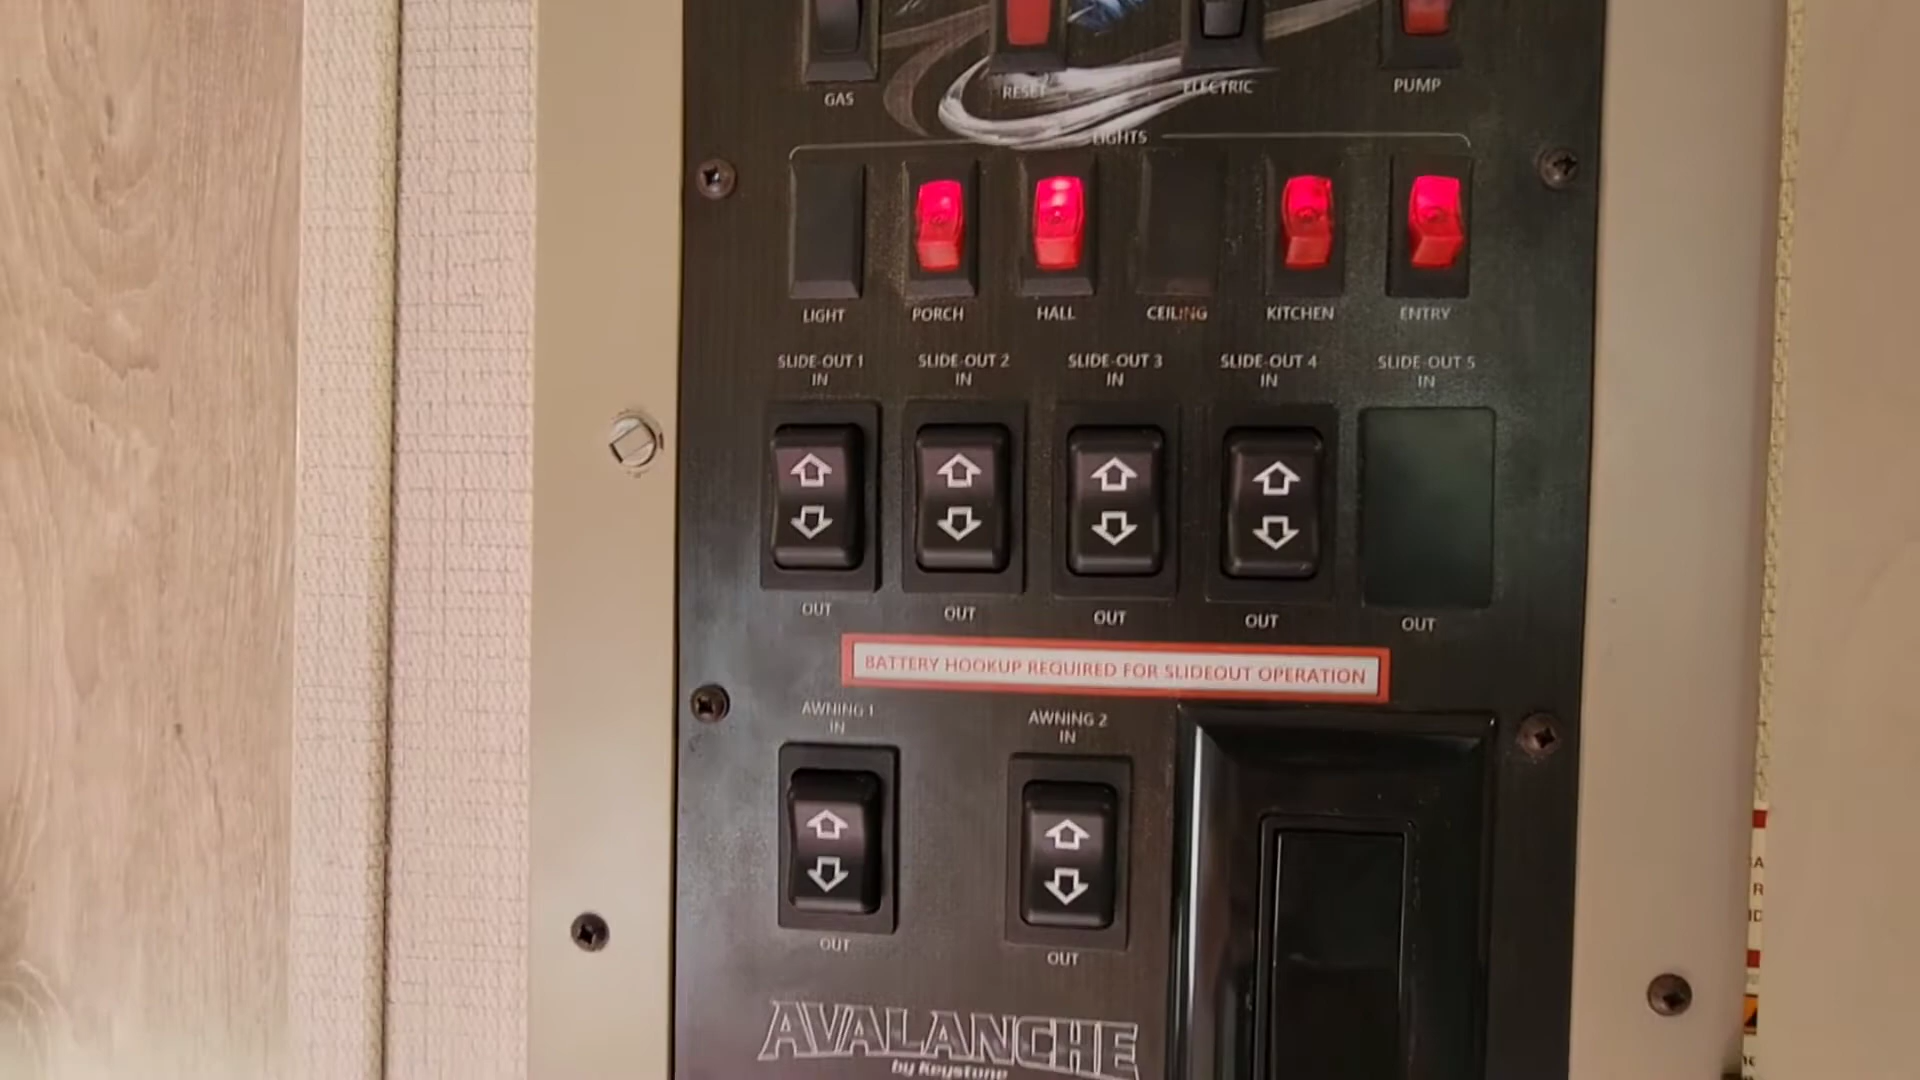 GAS RESET ELECTRIC PUMP
LIGHTS
LIGHT PORCH HALL CEILING KITCHEN ENTRY
SLIDE-OUT 1 SLIDE-OUT 2 SLIDE-OUT 3 SLIDE-OUT 4 SLIDE-OUT 5
IN IN IN IN IN
OUT OUT OUT OUT OUT
BATTERY HOOKUP REQUIRED FOR SLIDEOUT OPERATION
AWNING 1 AWNING 2
IN IN
OUT OUT
AVALANCHE
by Keystone